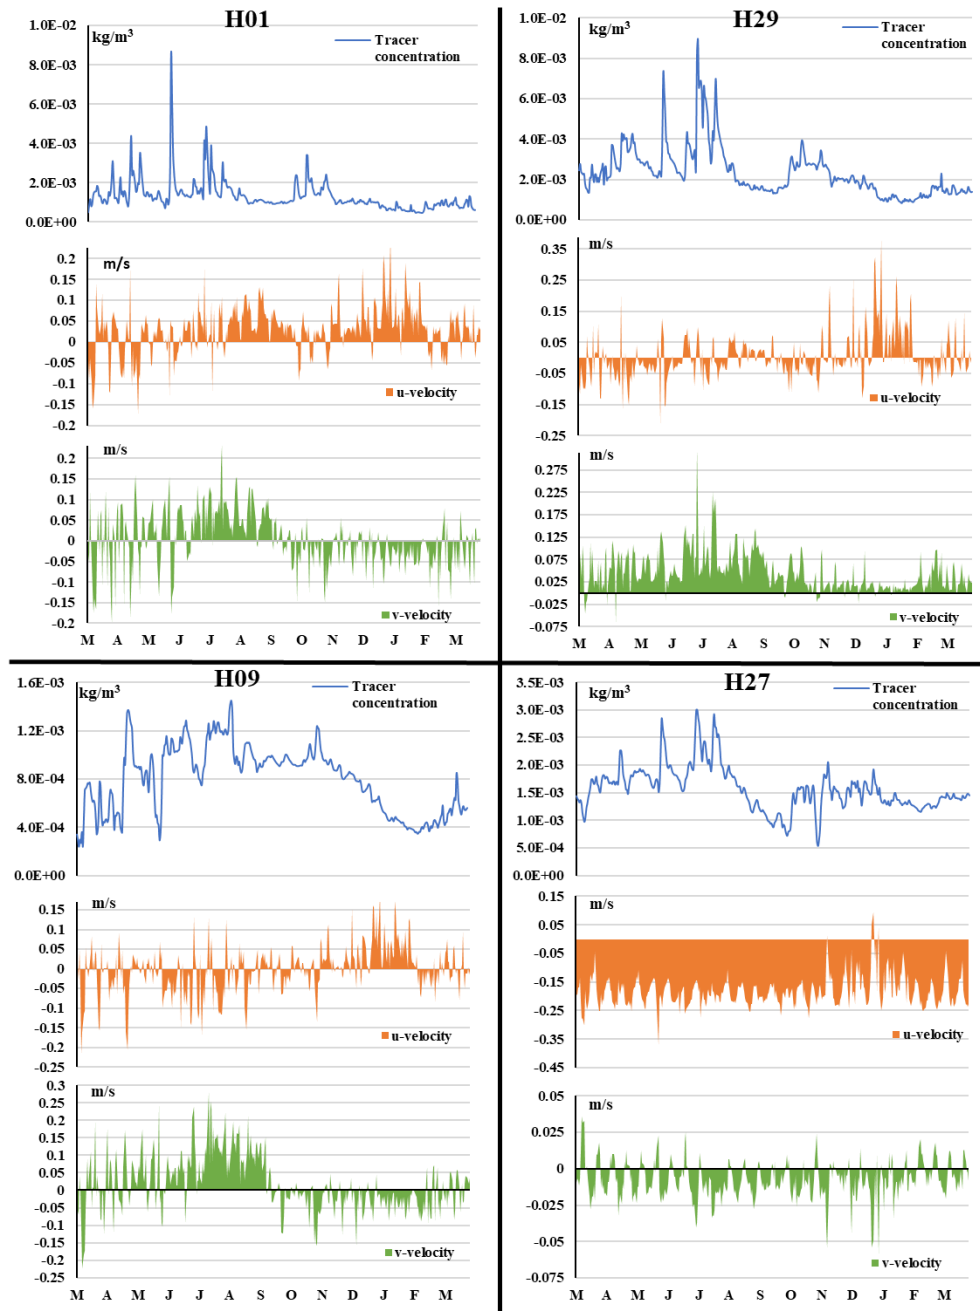 H01
1.0E-02
kg/m³
Tracer
concentration
8.0E-03
6.0E-03
4.0E-03
2.0E-03
0.0E+00
0.2
m/s
0.15
0.1
0.05
0
-0.05
-0.1
-0.15
u-velocity
-0.2
m/s
0.2
0.15
0.1
0.05
0
-0.05
-0.1
-0.15
v-velocity
-0.2
M A M J J A S O N D J F M
H29
1.0E-02
kg/m³
Tracer
concentration
8.0E-03
6.0E-03
4.0E-03
2.0E-03
0.0E+00
m/s
0.35
0.25
0.15
0.05
-0.05
-0.15
u-velocity
-0.25
m/s
0.275
0.225
0.175
0.125
0.075
0.025
-0.025
v-velocity
-0.075
M A M J J A S O N D J F M
H09
1.6E-03
kg/m³
Tracer
concentration
1.2E-03
8.0E-04
4.0E-04
0.0E+00
m/s
0.15
0.1
0.05
0
-0.05
-0.1
-0.15
-0.2
u-velocity
-0.25
0.3
m/s
0.25
0.2
0.15
0.1
0.05
0
-0.05
-0.1
-0.15
-0.2
v-velocity
-0.25
M A M J J A S O N D J F M
H27
3.5E-03
kg/m³
Tracer
concentration
3.0E-03
2.5E-03
2.0E-03
1.5E-03
1.0E-03
5.0E-04
0.0E+00
0.15
m/s
0.05
-0.05
-0.15
-0.25
-0.35
u-velocity
-0.45
0.05
m/s
0.025
0
-0.025
-0.05
v-velocity
-0.075
M A M J J A S O N D J F M